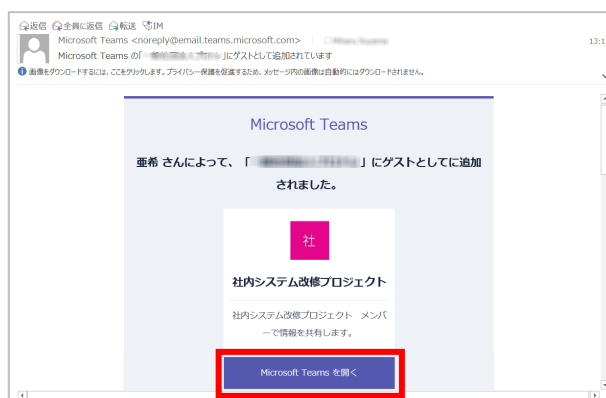 返信 全員に返信 転送 IM
Microsoft Teams <noreply@email.teams.microsoft.com>
13:1
Microsoft Teams の「 」にゲストとして追加されています
画像をダウンロードするには、ここをクリックします。プライバシー保護を促進するため、メッセージ内の画像は自動的にはダウンロードされません。
Microsoft Teams
亜希 さんによって、「 」にゲストとしてに追加
されました。
社
社内システム改修プロジェクト
社内システム改修プロジェクト メンバ
ーで情報を共有します。
Microsoft Teams を開く